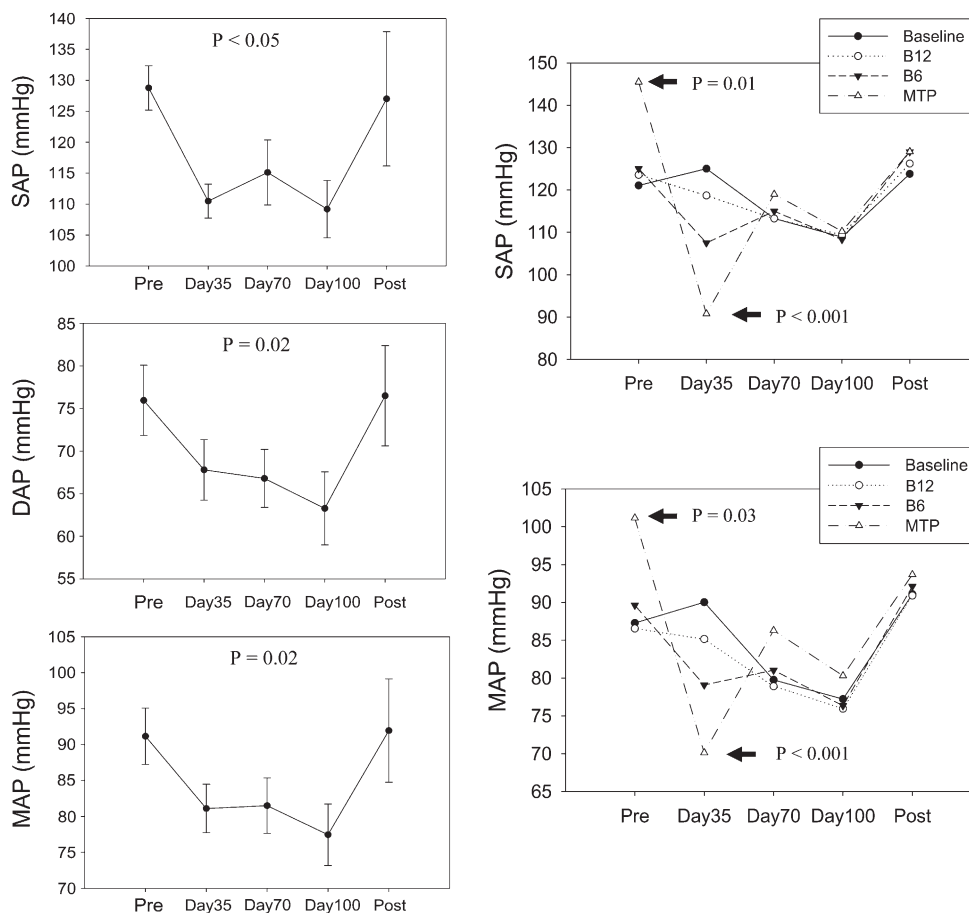 SAP (mmHg)
140
135
130
125
120
115
110
105
100
P < 0.05
Pre Day35 Day70 Day100 Post
DAP (mmHg)
85
80
75
70
65
60
55
P = 0.02
Pre Day35 Day70 Day100 Post
MAP (mmHg)
105
100
95
90
85
80
75
70
P = 0.02
Pre Day35 Day70 Day100 Post
Baseline
B12
B6
MTP
SAP (mmHg)
150
140
130
120
110
100
90
80
P = 0.01
P < 0.001
Pre Day35 Day70 Day100 Post
Baseline
B12
B6
MTP
MAP (mmHg)
105
100
95
90
85
80
75
70
65
P = 0.03
P < 0.001
Pre Day35 Day70 Day100 Post